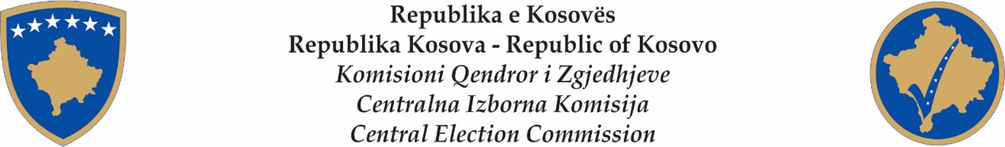 Republika e Kosovës
Republika Kosova - Republic of Kosovo
Komisioni Qendror i Zgjedhjeve
Centralna Izborna Komisija
Central Election Commission